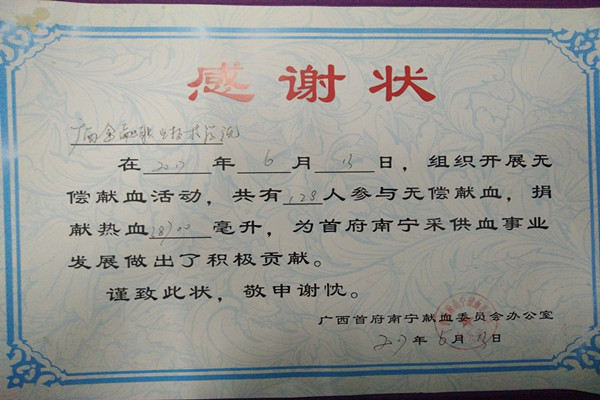 感谢状
广西金融职业技术学院
在2017年6月13日，组织开展无
偿献血活动，共有128人参与无偿献血，捐
献热血毫升，为首府南宁采供血事业
发展做出了积极贡献。
谨致此状，敬申谢忱。
广西首府南宁献血委员会办公室
2017年6月13日